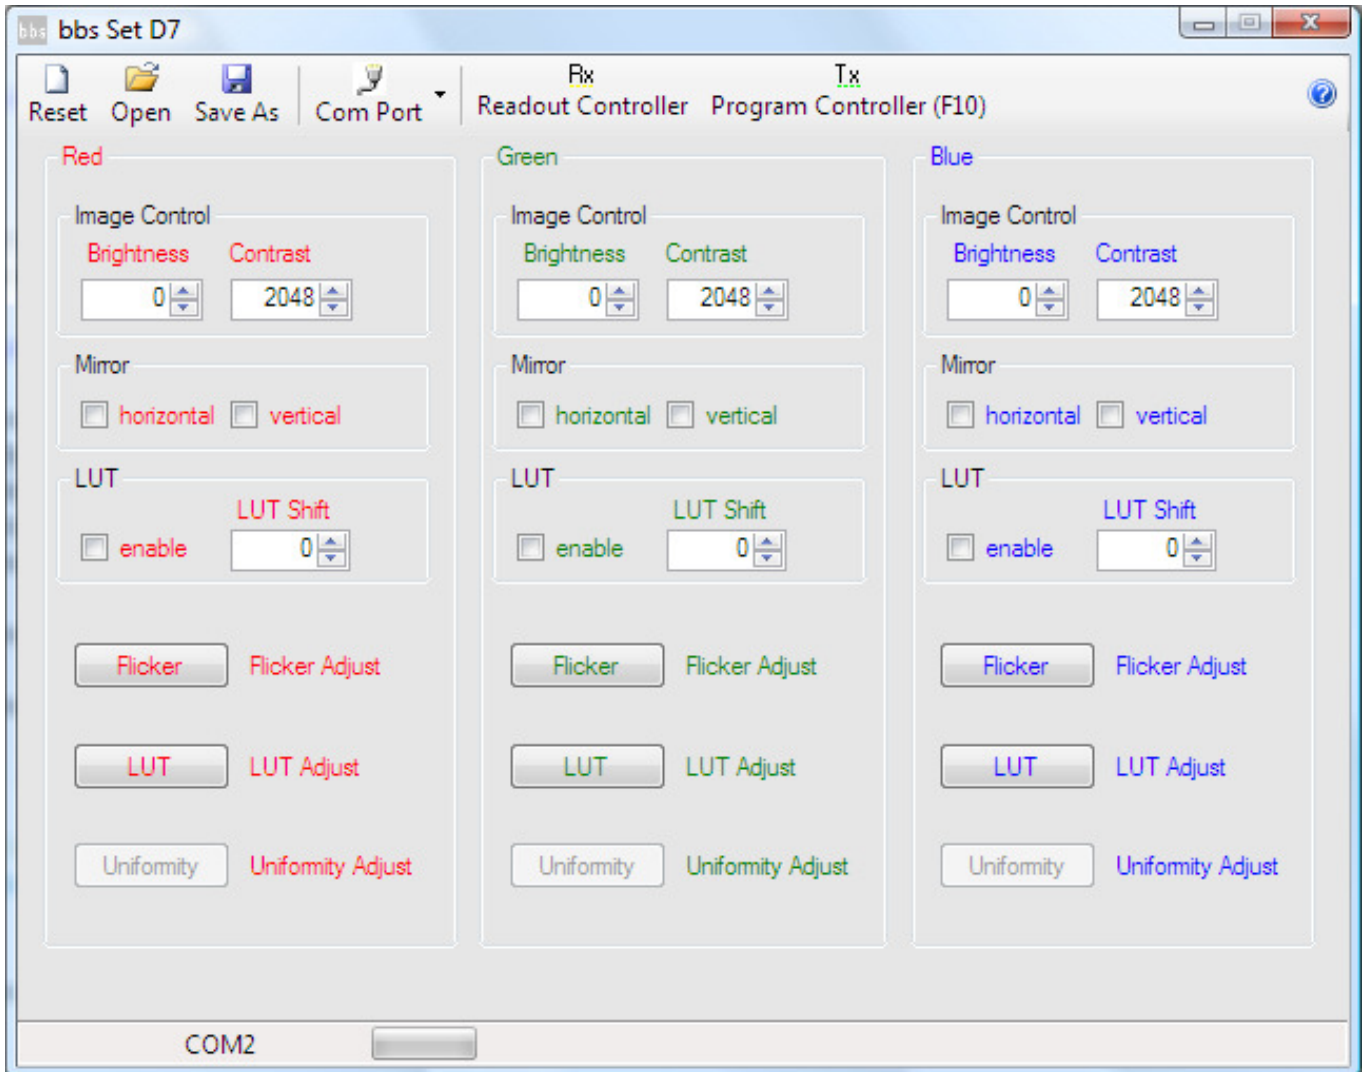 bbs bbs Set D7
Reset Open Save As Com Port Rx Readout Controller Tx Program Controller (F10)
Red
Image Control
Brightness Contrast
0 2048
Mirror
horizontal vertical
LUT
LUT Shift
enable 0
Flicker Flicker Adjust
LUT LUT Adjust
Uniformity Uniformity Adjust
Green
Image Control
Brightness Contrast
0 2048
Mirror
horizontal vertical
LUT
LUT Shift
enable 0
Flicker Flicker Adjust
LUT LUT Adjust
Uniformity Uniformity Adjust
Blue
Image Control
Brightness Contrast
0 2048
Mirror
horizontal vertical
LUT
LUT Shift
enable 0
Flicker Flicker Adjust
LUT LUT Adjust
Uniformity Uniformity Adjust
COM2